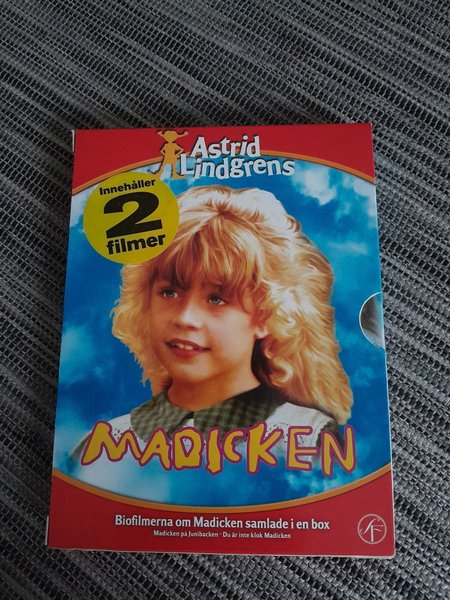 Astrid
Lindgrens
Innehåller
2
filmer
MADICKEN
Biofilmerna om Madicken samlade i en box
Madicken på Junibacken - Du är inte klok Madicken
SF